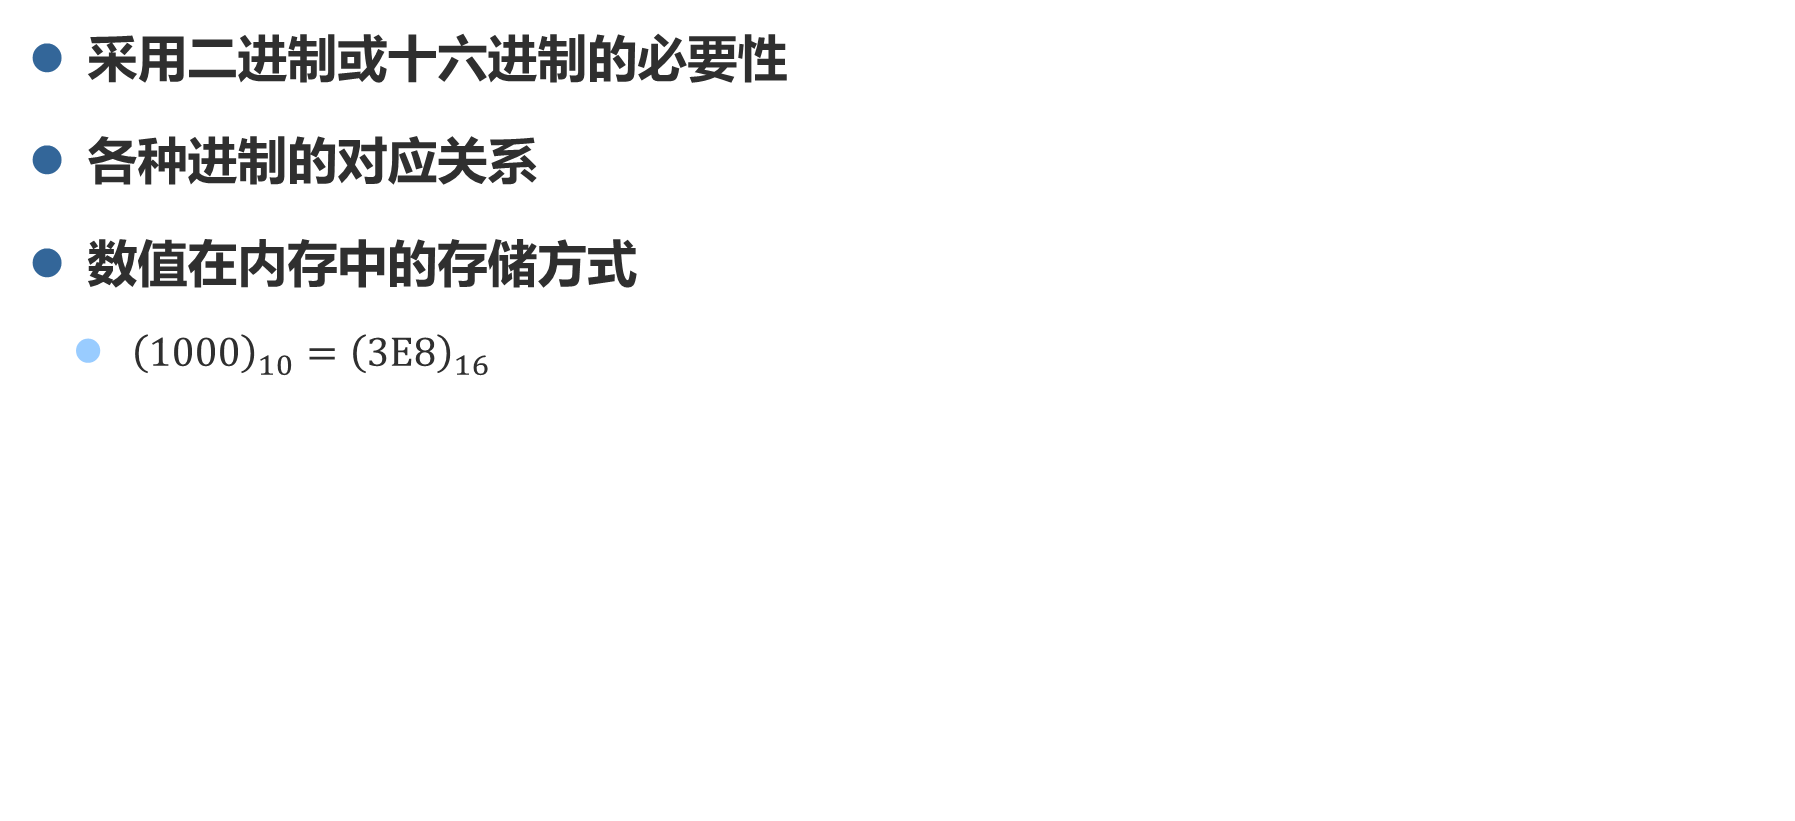 采用二进制或十六进制的必要性
各种进制的对应关系
数值在内存中的存储方式
(1000)₁₀ = (3E8)₁₆